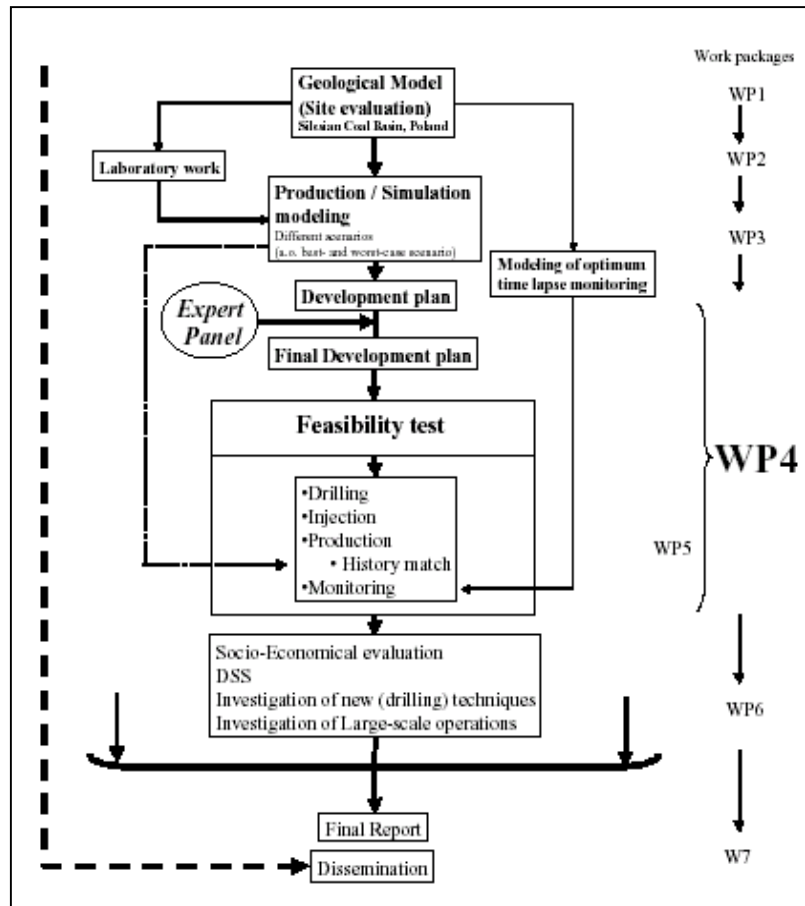 Work packages
Geological Model
(Site evaluation)
Silesian Coal Basin, Poland
WP1
Laboratory work
WP2
Production / Simulation
modeling
Different scenarios
(a.o. best- and worst-case scenario)
WP3
Modeling of optimum
time lapse monitoring
Development plan
Expert
Panel
Final Development plan
Feasibility test
WP4
•Drilling
•Injection
•Production
• History match
•Monitoring
WP5
Socio-Economical evaluation
DSS
Investigation of new (drilling) techniques
Investigation of Large-scale operations
WP6
Final Report
Dissemination
W7